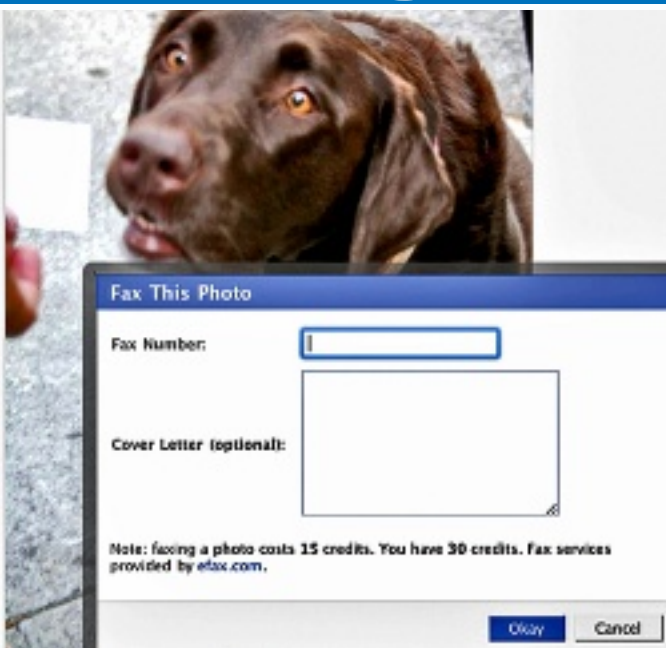 Fax This Photo
Fax Number:
Cover Letter (optional):
Note: faxing a photo costs 15 credits. You have 30 credits. Fax services
provided by efax.com.
Okay
Cancel